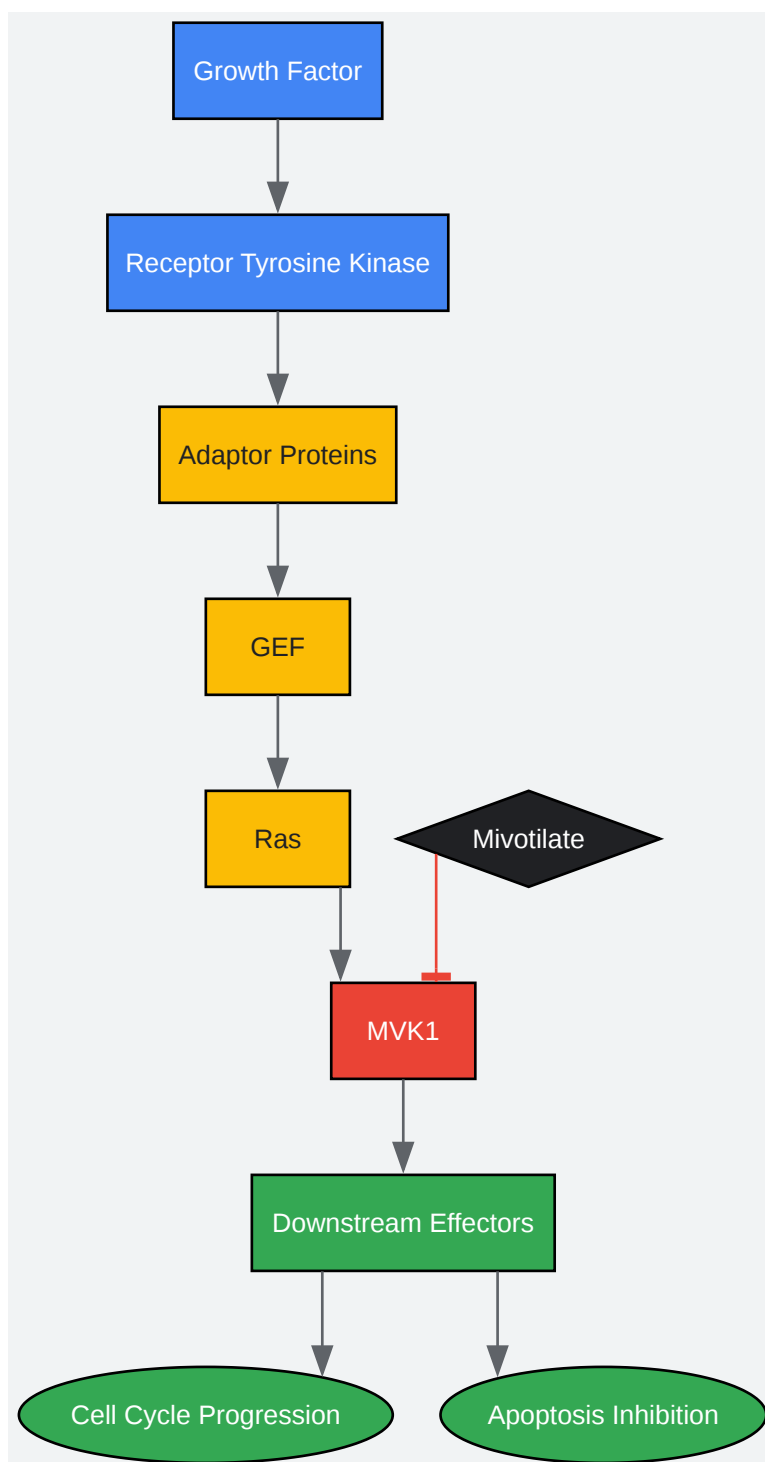 Growth Factor
Receptor Tyrosine Kinase
Adaptor Proteins
GEF
Ras
Mivotilate
MVK1
Downstream Effectors
Cell Cycle Progression
Apoptosis Inhibition